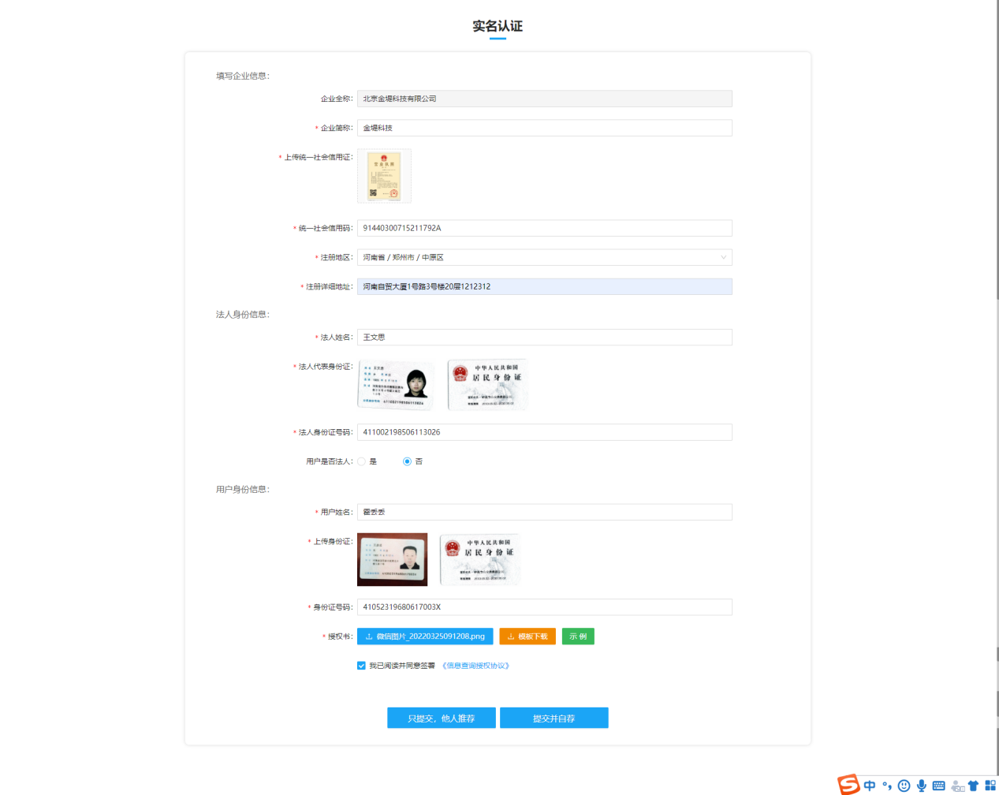 实名认证
填写企业信息：
企业全称： 北京金堤科技有限公司
* 企业简称： 金堤科技
* 上传统一社会信用证：
营业执照
* 统一社会信用码： 91440300715211792A
* 注册地区： 河南省 / 郑州市 / 中原区
* 注册详细地址： 河南自贸大厦1号路3号楼20层1212312
法人身份信息：
* 法人姓名： 王文思
* 法人代表身份证：
中华人民共和国
居民身份证
* 法人身份证号码： 411002198506113026
用户是否法人： 是 否
用户身份信息：
* 用户姓名： 翟丢丢
* 上传身份证：
中华人民共和国
居民身份证
* 身份证号码： 41052319680617003X
* 授权书： 微信图片_20220325091208.png 模板下载 示 例
我已阅读并同意签署 《信息查询授权协议》
只提交，他人推荐 提交并自荐
中